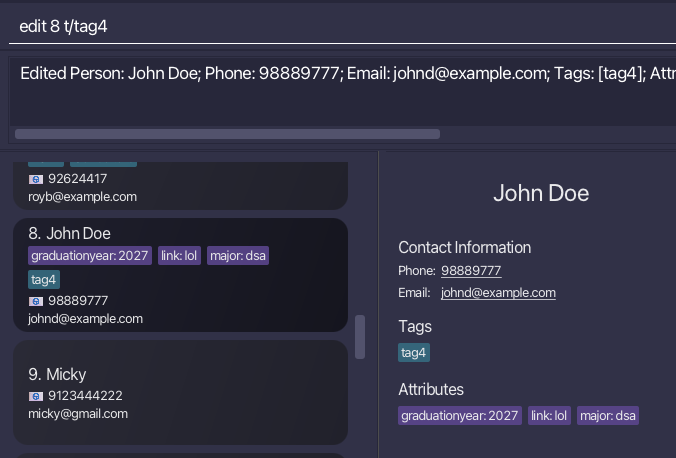 edit 8 t/tag4
Edited Person: John Doe; Phone: 98889777; Email: johnd@example.com; Tags: [tag4]; Attr
92624417
royb@example.com
8. John Doe
graduationyear: 2027 link: lol major: dsa
tag4
98889777
johnd@example.com
9. Micky
9123444222
micky@gmail.com
John Doe
Contact Information
Phone: 98889777
Email: johnd@example.com
Tags
tag4
Attributes
graduationyear: 2027 link: lol major: dsa